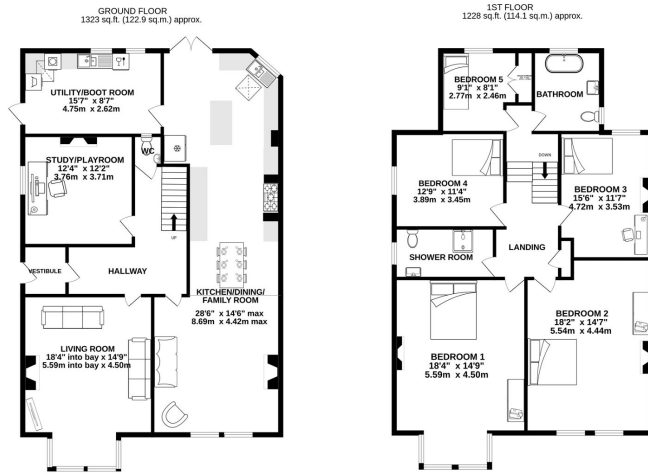 GROUND FLOOR
1323 sq.ft. (122.9 sq.m.) approx.
UTILITY/BOOT ROOM
15'7" x 8'7"
4.75m x 2.62m
WC
STUDY/PLAYROOM
12'4" x 12'2"
3.76m x 3.71m
UP
VESTIBULE
HALLWAY
KITCHEN/DINING/
FAMILY ROOM
28'6" x 14'6" max
8.69m x 4.42m max
LIVING ROOM
18'4" into bay x 14'9"
5.59m into bay x 4.50m
1ST FLOOR
1228 sq.ft. (114.1 sq.m.) approx.
BEDROOM 5
9'1" x 8'1"
2.77m x 2.46m
BATHROOM
DOWN
BEDROOM 4
12'9" x 11'4"
3.89m x 3.45m
BEDROOM 3
15'6" x 11'7"
4.72m x 3.53m
SHOWER ROOM
LANDING
BEDROOM 2
18'2" x 14'7"
5.54m x 4.44m
BEDROOM 1
18'4" x 14'9"
5.59m x 4.50m